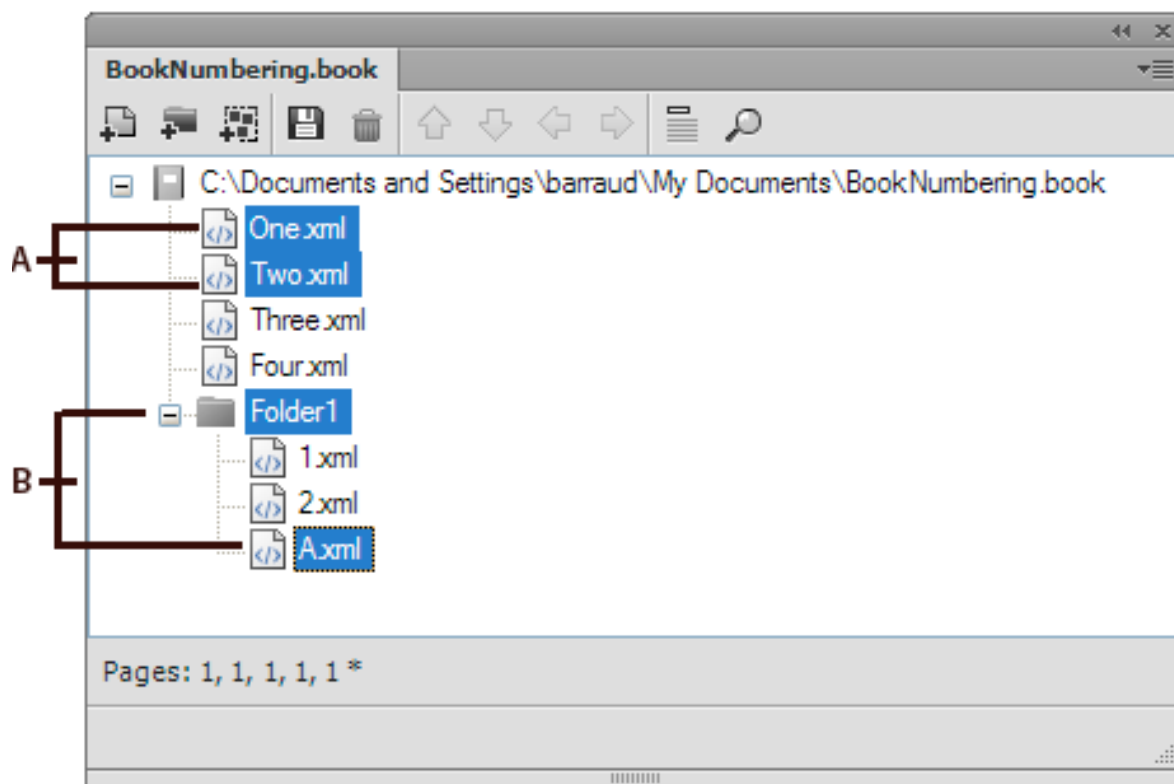 BookNumbering.book
C:\Documents and Settings\barraud\My Documents\BookNumbering.book
One.xml
A
Two.xml
Three.xml
Four.xml
Folder1
1.xml
B
2.xml
A.xml
Pages: 1, 1, 1, 1, 1 *